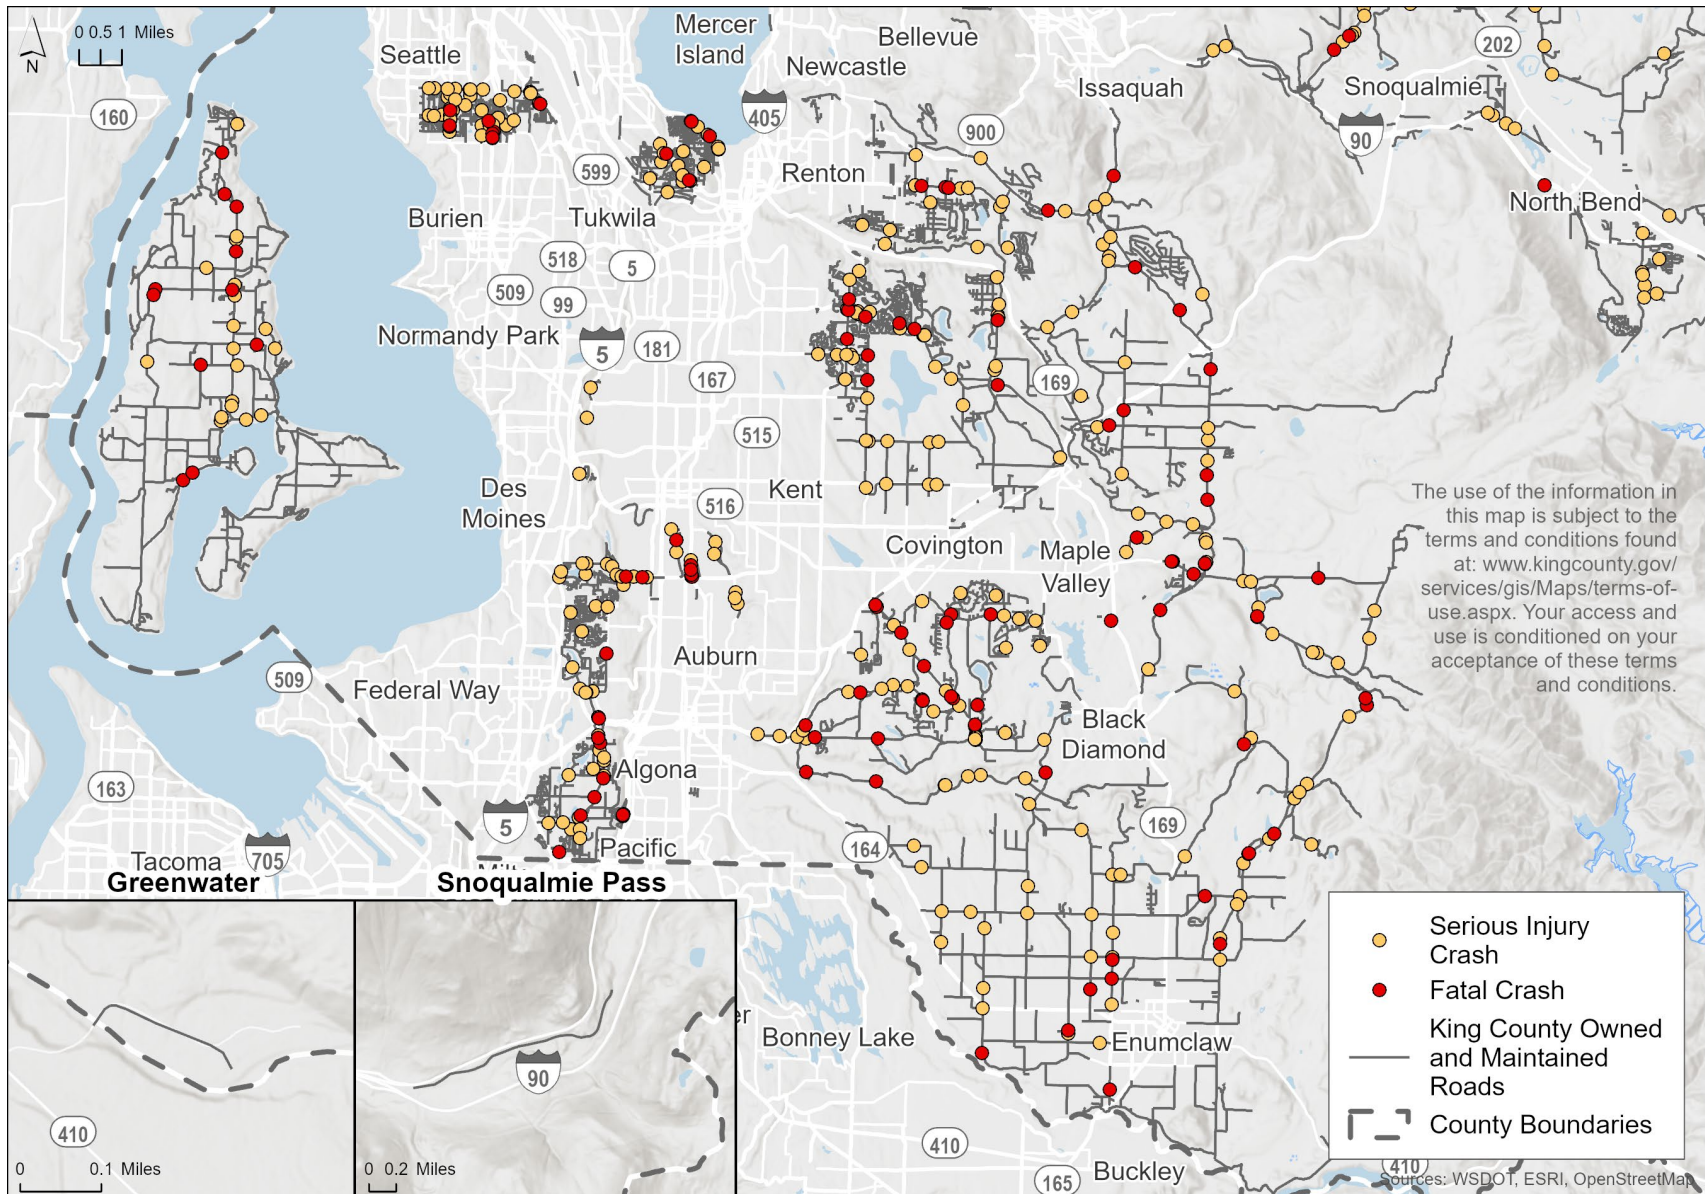 0 0.5 1 Miles
N
Seattle
Mercer
Island
Bellevue
Newcastle
Issaquah
202
Snoqualmie
160
405
900
90
599
Renton
North Bend
Burien
Tukwila
518
5
509
99
Normandy Park
5
181
167
169
515
Des
Moines
516
Kent
Covington
Maple
Valley
The use of the information in
this map is subject to the
terms and conditions found
at: www.kingcounty.gov/
services/gis/Maps/terms-of-
use.aspx. Your access and
use is conditioned on your
acceptance of these terms
and conditions.
509
Federal Way
Auburn
Black
Diamond
163
Algona
5
169
Tacoma
705
Pacific
164
Greenwater
Snoqualmie Pass
410
0 0.1 Miles
90
0 0.2 Miles
Bonney Lake
Enumclaw
410
165
Buckley
410
Serious Injury
Crash
Fatal Crash
King County Owned
and Maintained
Roads
County Boundaries
Sources: WSDOT, ESRI, OpenStreetMap